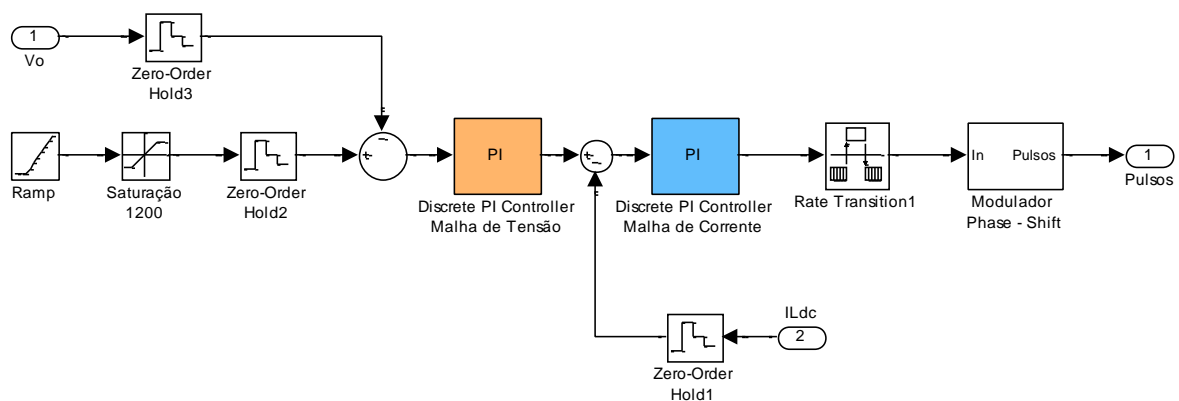 1
Vo
Zero-Order
Hold3
Ramp
Saturação
1200
Zero-Order
Hold2
PI
Discrete PI Controller
Malha de Tensão
PI
Discrete PI Controller
Malha de Corrente
Rate Transition1
In Pulsos
Modulador
Phase - Shift
1
Pulsos
ILdc
2
Zero-Order
Hold1